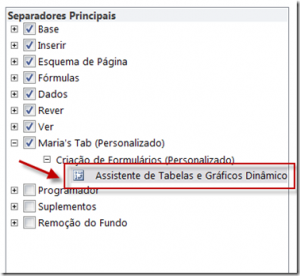 Separadores Principais
Base
Inserir
Esquema de Página
Fórmulas
Dados
Rever
Ver
Maria's Tab (Personalizado)
Criação de Formulários (Personalizado)
Assistente de Tabelas e Gráficos Dinâmico
Programador
Suplementos
Remoção do Fundo